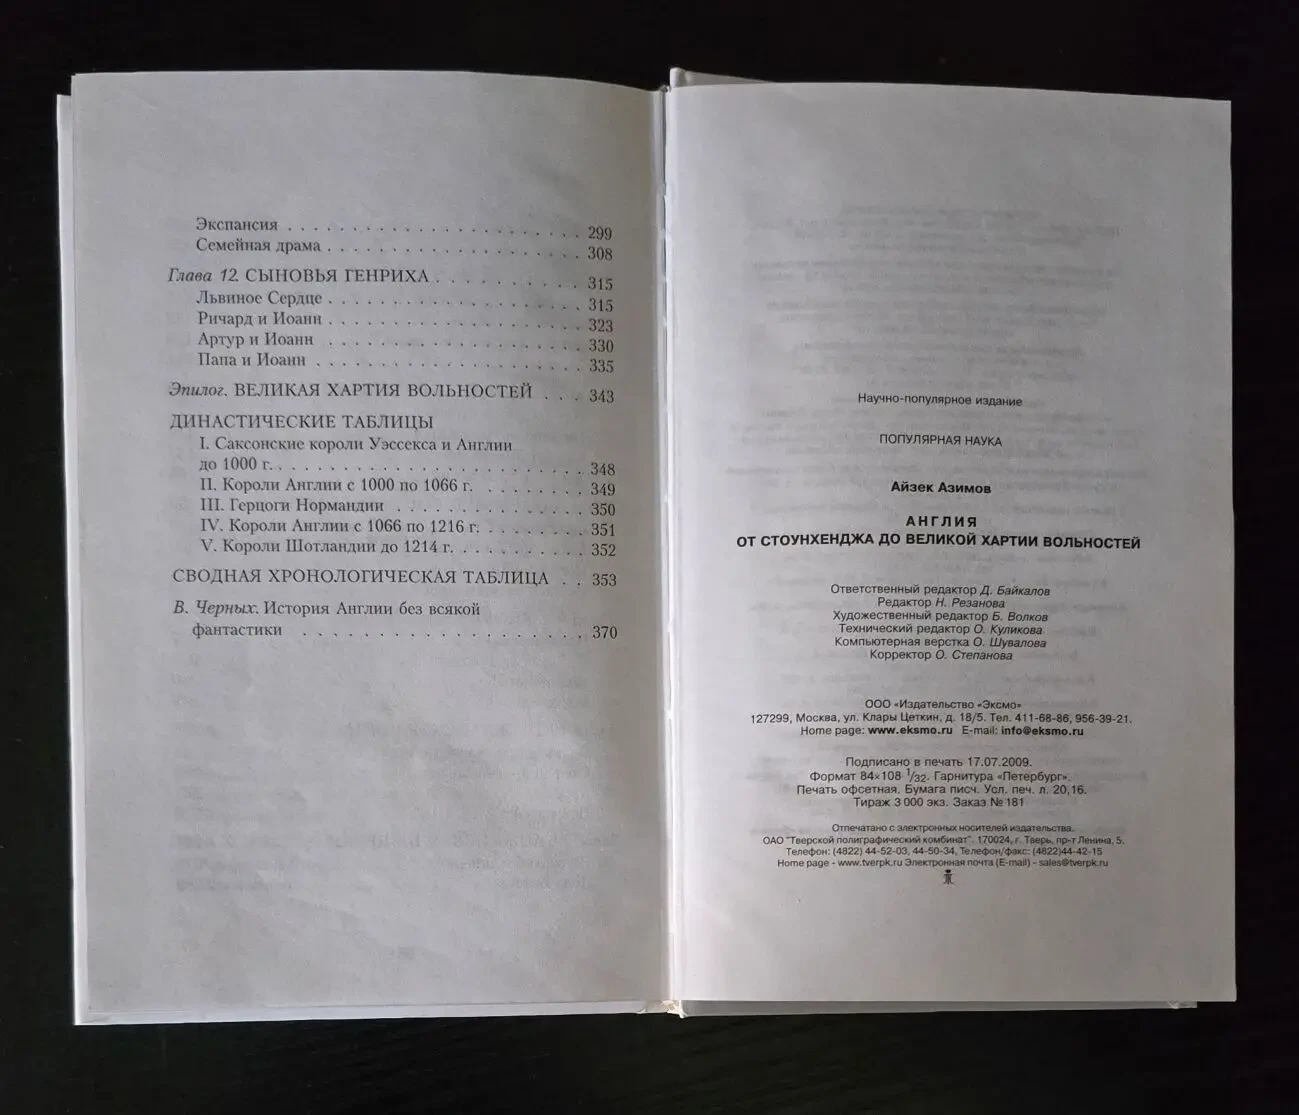 Экспансия . . . . . . . . . . . . . . . . . . . . . . . 299
Семейная драма . . . . . . . . . . . . . . . . . . . . 308
Глава 12. СЫНОВЬЯ ГЕНРИХА . . . . . . . . . . . . 315
Львиное Сердце . . . . . . . . . . . . . . . . . . . . 315
Ричард и Иоанн . . . . . . . . . . . . . . . . . . . . 323
Артур и Иоанн . . . . . . . . . . . . . . . . . . . . 330
Папа и Иоанн . . . . . . . . . . . . . . . . . . . . . 335
Эпилог. ВЕЛИКАЯ ХАРТИЯ ВОЛЬНОСТЕЙ . . . 343
ДИНАСТИЧЕСКИЕ ТАБЛИЦЫ
I. Саксонские короли Уэссекса и Англии
до 1000 г. . . . . . . . . . . . . . . . . . . . . . . . 348
II. Короли Англии с 1000 по 1066 г. . . . . . . . . 349
III. Герцоги Нормандии . . . . . . . . . . . . . . . 350
IV. Короли Англии с 1066 по 1216 г. . . . . . . . . 351
V. Короли Шотландии до 1214 г. . . . . . . . . . . 352
СВОДНАЯ ХРОНОЛОГИЧЕСКАЯ ТАБЛИЦА . . 353
В. Черных. История Англии без всякой
фантастики . . . . . . . . . . . . . . . . . . . . 370
Научно-популярное издание
ПОПУЛЯРНАЯ НАУКА
Айзек Азимов
АНГЛИЯ
ОТ СТОУНХЕНДЖА ДО ВЕЛИКОЙ ХАРТИИ ВОЛЬНОСТЕЙ
Ответственный редактор Д. Байкалов
Редактор Н. Резанова
Художественный редактор Б. Волков
Технический редактор О. Куликова
Компьютерная верстка О. Шувалова
Корректор О. Степанова
ООО «Издательство «Эксмо»
127299, Москва, ул. Клары Цеткин, д. 18/5. Тел. 411-68-86, 956-39-21.
Home page: www.eksmo.ru E-mail: info@eksmo.ru
Подписано в печать 17.07.2009.
Формат 84×108 1/32. Гарнитура «Петербург».
Печать офсетная. Бумага писч. Усл. печ. л. 20,16.
Тираж 3 000 экз. Заказ № 181
Отпечатано с электронных носителей издательства.
ОАО "Тверской полиграфический комбинат". 170024, г. Тверь, пр-т Ленина, 5.
Телефон: (4822) 44-52-03, 44-50-34, Телефон/факс: (4822)44-42-15
Home page - www.tverpk.ru Электронная почта (E-mail) - sales@tverpk.ru